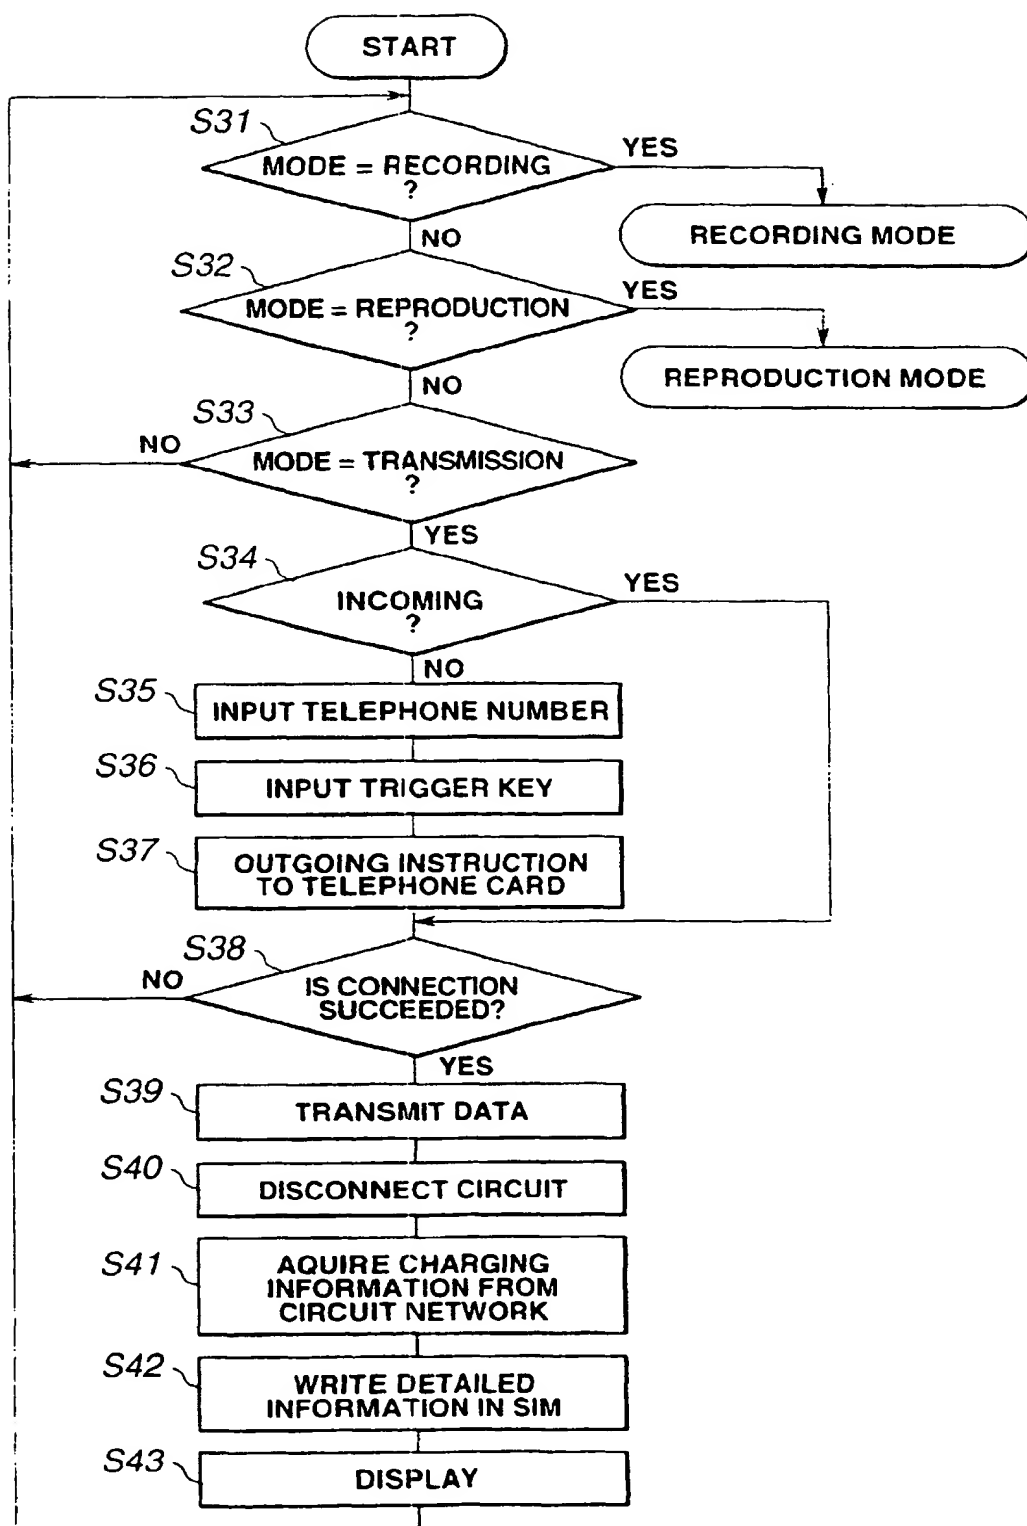 START
S31
MODE = RECORDING
?
YES
RECORDING MODE
NO
S32
MODE = REPRODUCTION
?
YES
REPRODUCTION MODE
NO
S33
NO
MODE = TRANSMISSION
?
YES
S34
INCOMING
?
YES
NO
S35
INPUT TELEPHONE NUMBER
S36
INPUT TRIGGER KEY
S37
OUTGOING INSTRUCTION
TO TELEPHONE CARD
S38
NO
IS CONNECTION
SUCCEEDED?
YES
S39
TRANSMIT DATA
S40
DISCONNECT CIRCUIT
S41
AQUIRE CHARGING
INFORMATION FROM
CIRCUIT NETWORK
S42
WRITE DETAILED
INFORMATION IN SIM
S43
DISPLAY